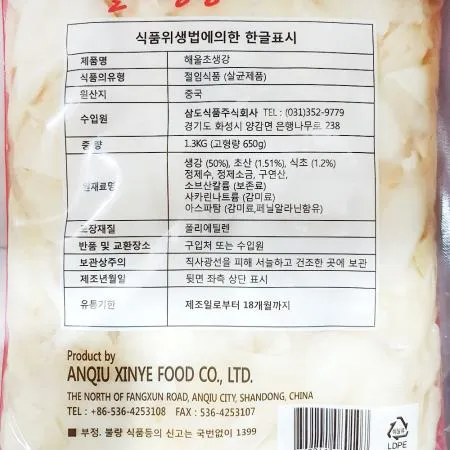 식품위생법에의한 한글표시
제품명 해울초생강
식품의유형 절임식품 (살균제품)
원산지 중국
수입원 삼도식품주식회사 TEL : (031)352-9779
경기도 화성시 양감면 은행나무로 238
중 량 1.3KG (고형량 650g)
원재료명 생강 (50%), 초산 (1.51%), 식초 (1.2%)
정제수, 정제소금, 구연산,
소브산칼륨 (보존료)
사카린나트륨 (감미료)
아스파탐 (감미료,페닐알라닌함유)
포장재질 폴리에틸렌
반품 및 교환장소 구입처 또는 수입원
보관상주의 직사광선을 피해 서늘하고 건조한 곳에 보관
제조년월일 뒷면 좌측 상단 표시
유통기한 제조일로부터 18개월까지
Product by
ANQIU XINYE FOOD CO., LTD.
THE NORTH OF FANGXUN ROAD, ANQIU CITY, SHANDONG, CHINA
TEL : +86-536-4253108 FAX : 536-4253107
■ 부정. 불량 식품등의 신고는 국번없이 1399
LDPE